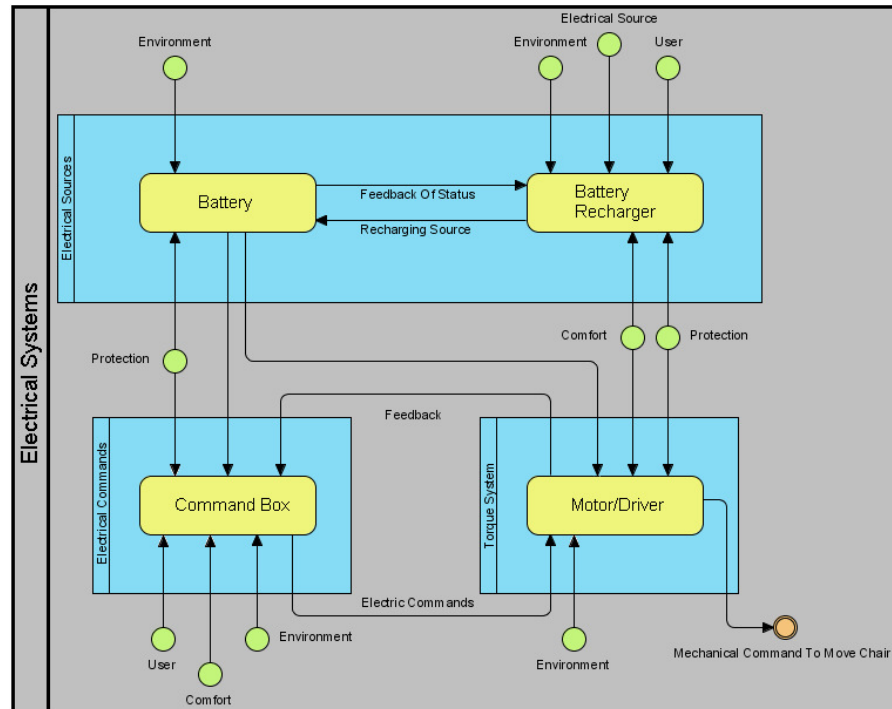 Electrical Systems
Electrical Source
Environment
Environment
User
Electrical Sources
Battery
Feedback Of Status
Recharging Source
Battery
Recharger
Protection
Comfort
Protection
Feedback
Electrical Commands
Command Box
Torque System
Motor/Driver
Electric Commands
User
Comfort
Environment
Environment
Mechanical Command To Move Chair